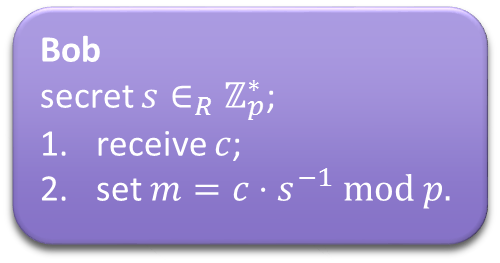 Bob
secret s ∈_R ℤ_p^*;
1. receive c;
2. set m = c · s^{-1} mod p.